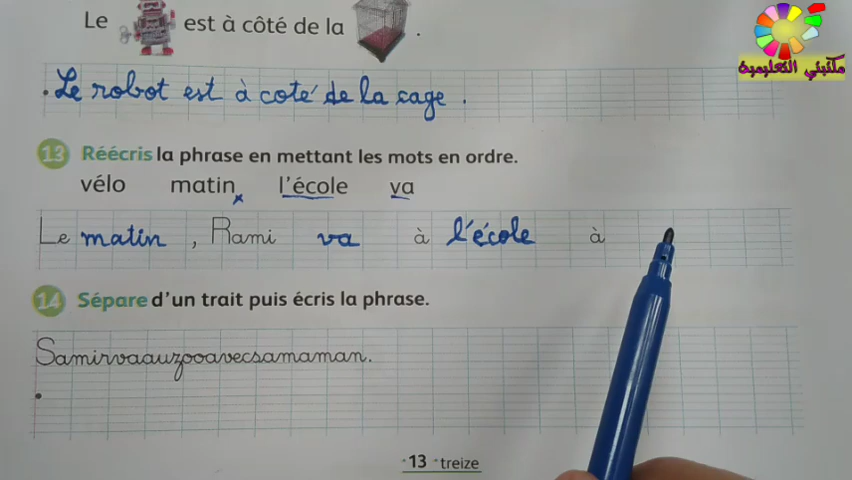 Le est à côté de la .
Le robot est à coté de la cage .
مكتبتي التعليمية
13 Réécris la phrase en mettant les mots en ordre.
vélo matin l'école va
Le matin , Rami va à l'école à
14 Sépare d'un trait puis écris la phrase.
Samirvaauzooavecsamaman.
13 treize